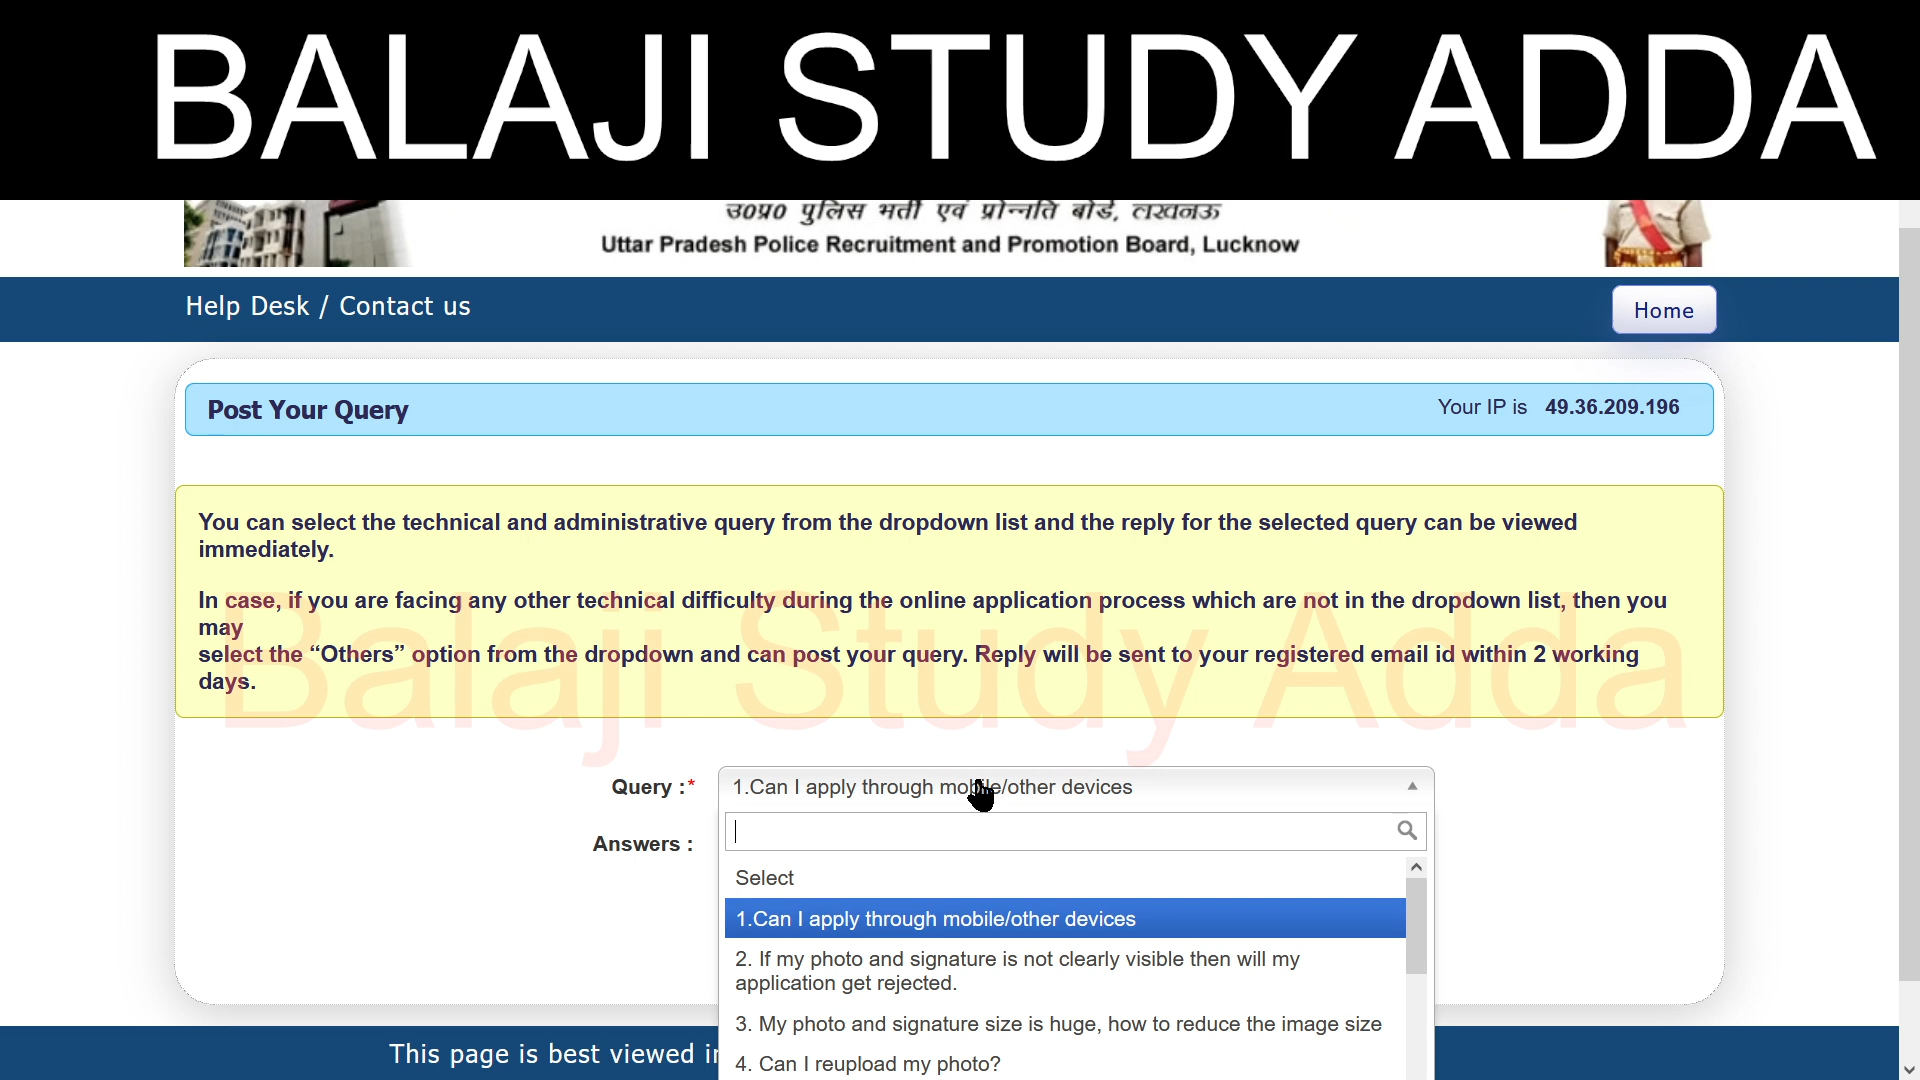 BALAJI STUDY ADDA
उ०प्र० पुलिस भर्ती एवं प्रोन्नति बोर्ड, लखनऊ
Uttar Pradesh Police Recruitment and Promotion Board, Lucknow
Help Desk / Contact us
Home
Post Your Query
Your IP is 49.36.209.196
You can select the technical and administrative query from the dropdown list and the reply for the selected query can be viewed
immediately.
In case, if you are facing any other technical difficulty during the online application process which are not in the dropdown list, then you
may
select the “Others” option from the dropdown and can post your query. Reply will be sent to your registered email id within 2 working
days.
Balaji Study Adda
Query :*
1.Can I apply through mobile/other devices
Answers :
Select
1.Can I apply through mobile/other devices
2. If my photo and signature is not clearly visible then will my
application get rejected.
3. My photo and signature size is huge, how to reduce the image size
4. Can I reupload my photo?
This page is best viewed